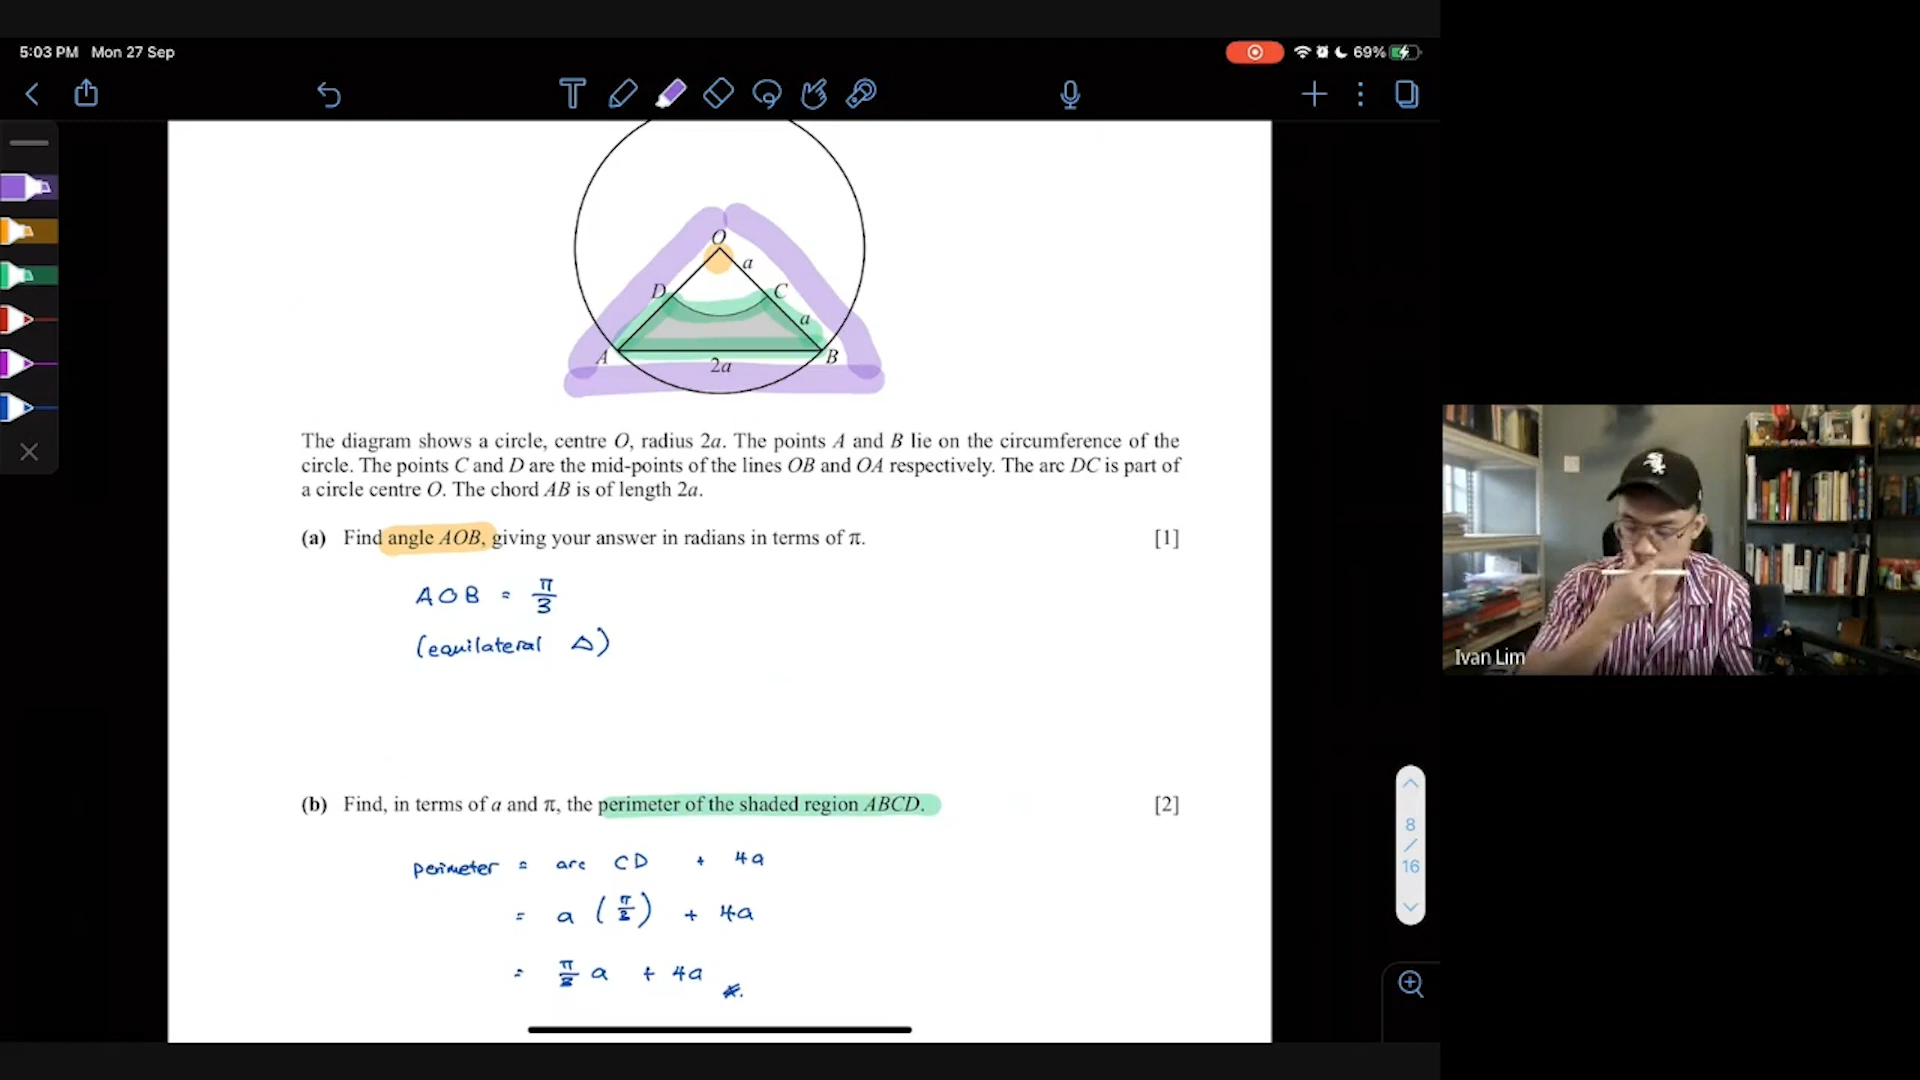 5:03 PM Mon 27 Sep
69%
O
a
D
C
a
A
B
2a
The diagram shows a circle, centre O, radius 2a. The points A and B lie on the circumference of the
circle. The points C and D are the mid-points of the lines OB and OA respectively. The arc DC is part of
a circle centre O. The chord AB is of length 2a.
(a) Find angle AOB, giving your answer in radians in terms of π. [1]
AOB = π/3
(equilateral △)
(b) Find, in terms of a and π, the perimeter of the shaded region ABCD. [2]
perimeter = arc CD + 4a
= a (π/3) + 4a
= π/3 a + 4a
8
/
16
Ivan Lim